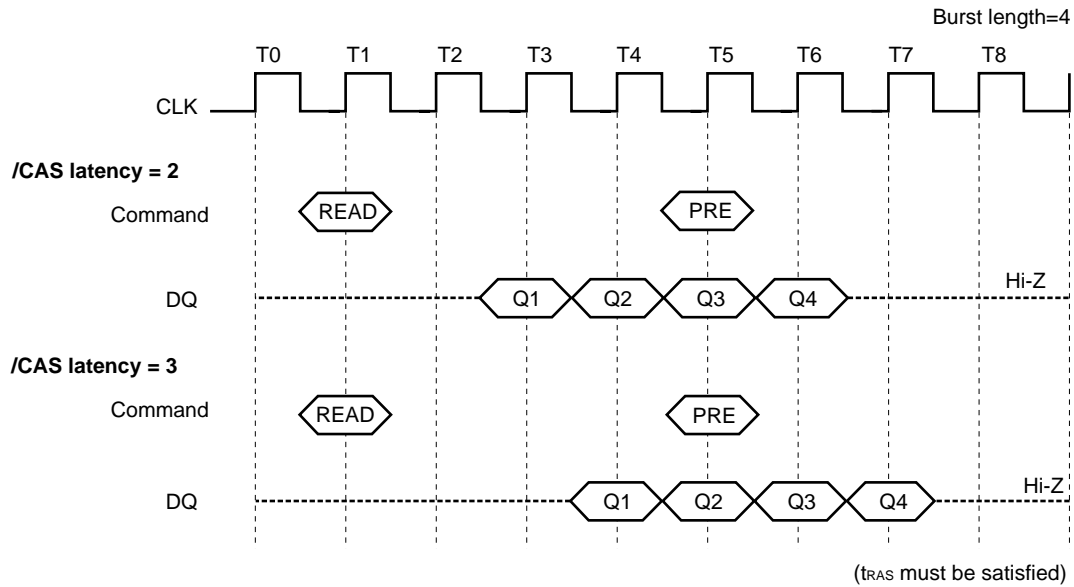 Burst length=4
T0 T1 T2 T3 T4 T5 T6 T7 T8
CLK
/CAS latency = 2
Command READ PRE
DQ Q1 Q2 Q3 Q4 Hi-Z
/CAS latency = 3
Command READ PRE
DQ Q1 Q2 Q3 Q4 Hi-Z
(tRAS must be satisfied)